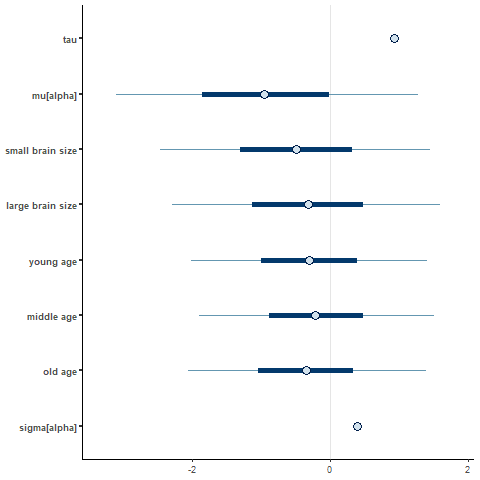 tau
mu[alpha]
small brain size
large brain size
young age
middle age
old age
sigma[alpha]
-2 0 2